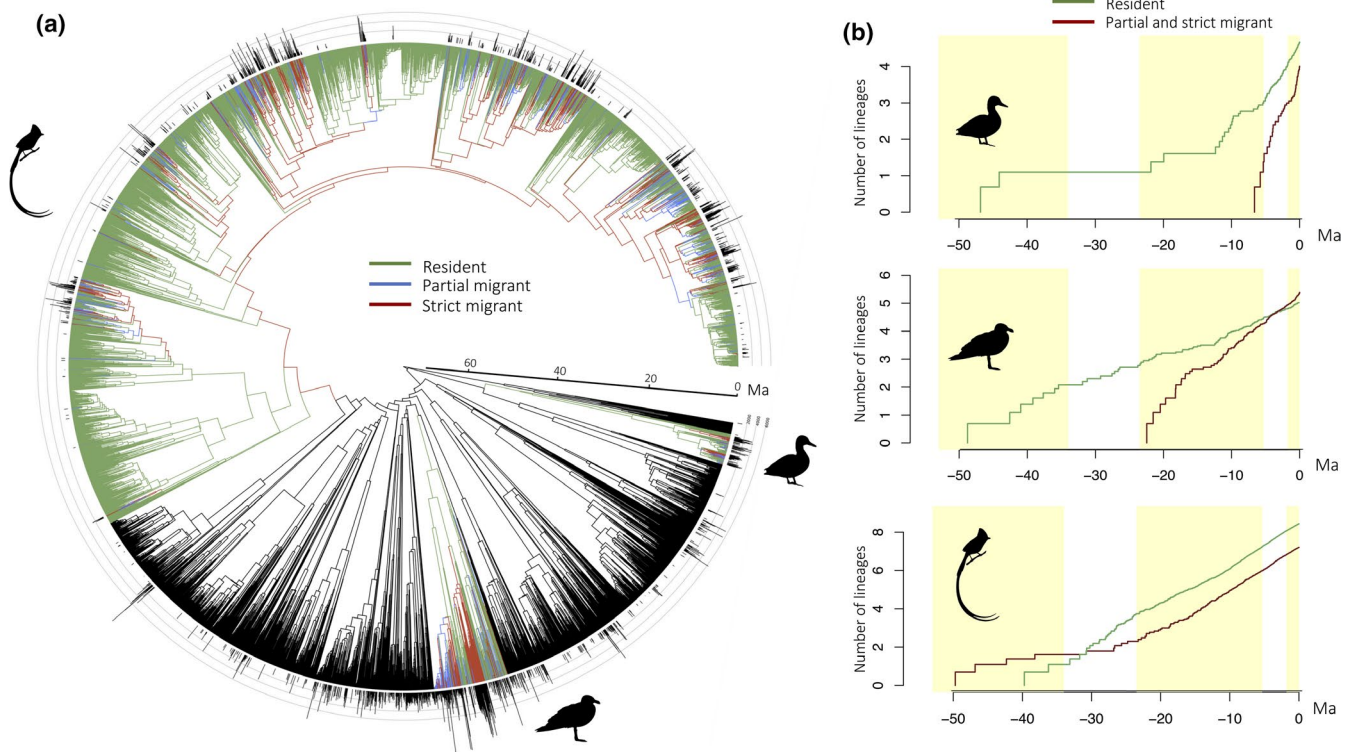 (a)
Resident
Partial migrant
Strict migrant
60
40
20
0
Ma
(b)
Resident
Partial and strict migrant
Number of lineages
4
3
2
1
0
−50
−40
−30
−20
−10
0
Ma
Number of lineages
6
5
4
3
2
1
0
−50
−40
−30
−20
−10
0
Ma
Number of lineages
8
6
4
2
0
−50
−40
−30
−20
−10
0
Ma